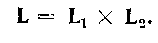 L = L₁ × L₂.